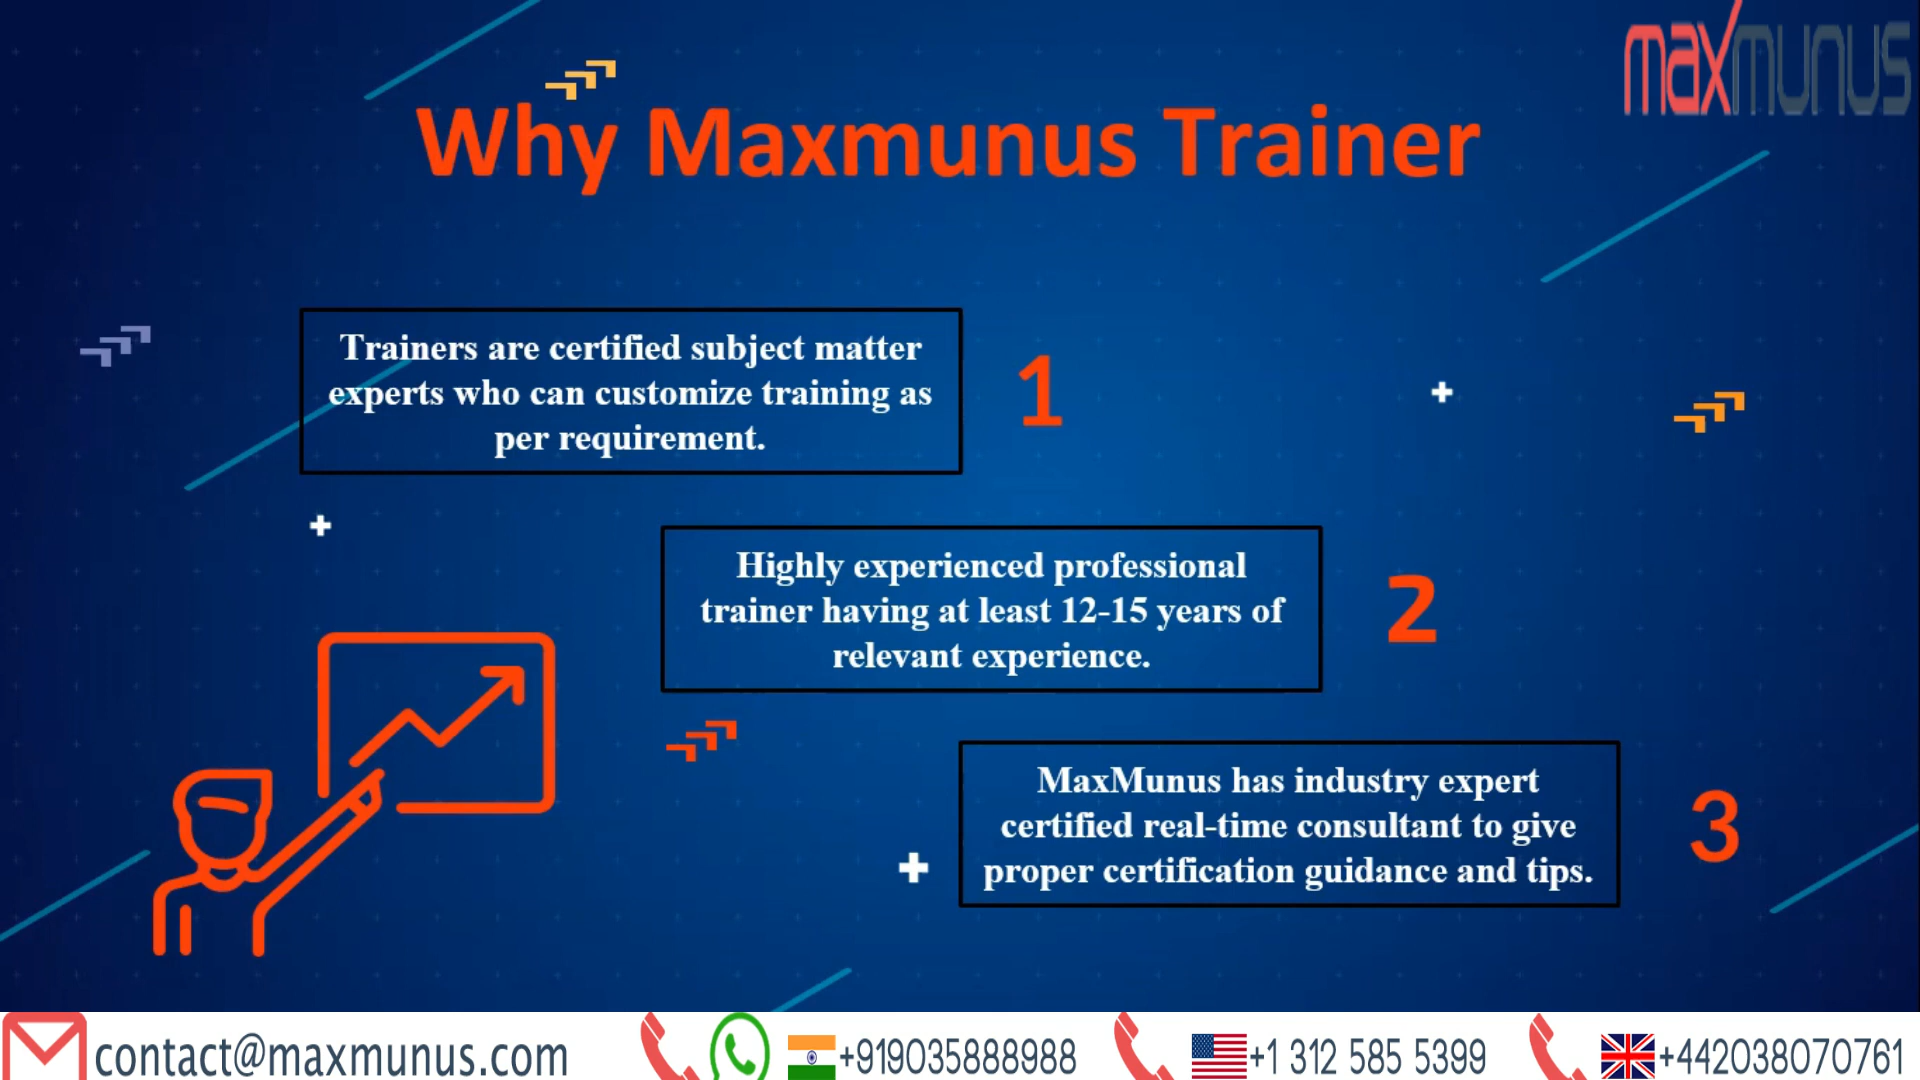 maxmunus
Why Maxmunus Trainer
Trainers are certified subject matter
experts who can customize training as
per requirement.
1
Highly experienced professional
trainer having at least 12-15 years of
relevant experience.
2
MaxMunus has industry expert
certified real-time consultant to give
proper certification guidance and tips.
3
contact@maxmunus.com +919035888988 +1 312 585 5399 +442038070761